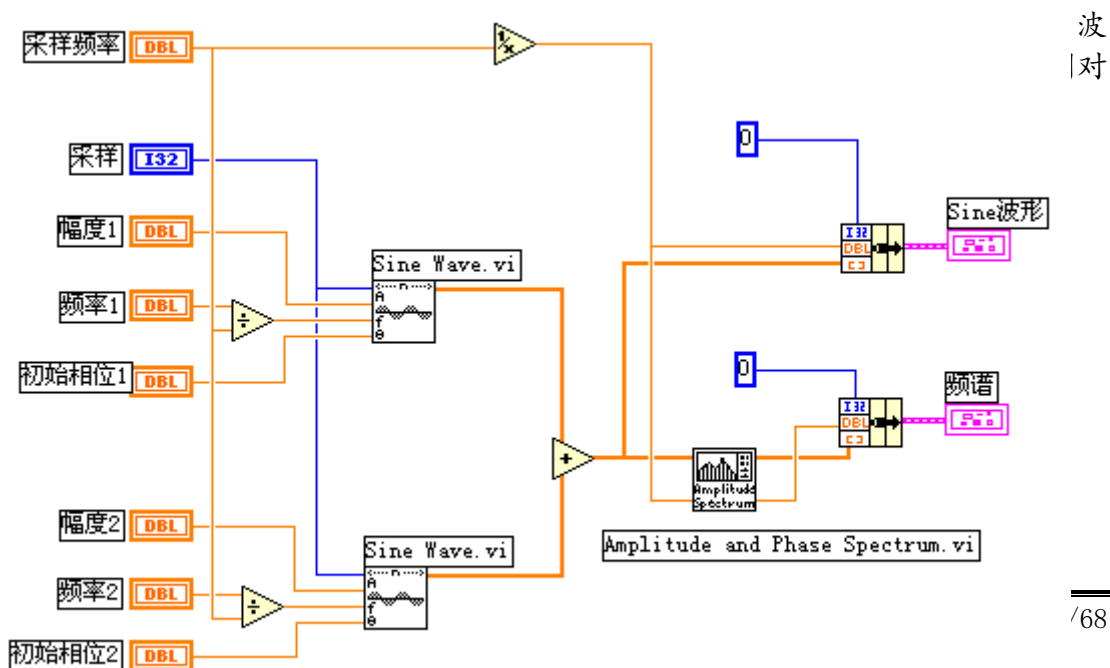 波
对
采样频率
DBL
1/x
采样
I32
幅度1
DBL
频率1
DBL
÷
初始相位1
DBL
Sine Wave.vi
n
A
f
θ
0
I32
DBL
Sine波形
0
I32
DBL
频谱
+
Amplitude
Spectrum
Amplitude and Phase Spectrum.vi
幅度2
DBL
频率2
DBL
÷
初始相位2
DBL
Sine Wave.vi
n
A
f
θ
/68